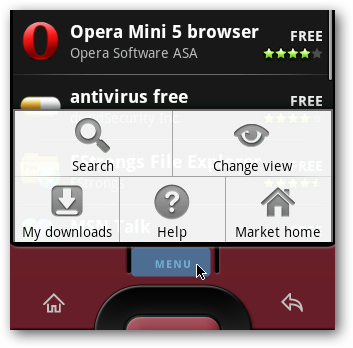 Opera Mini 5 browser
FREE
Opera Software ASA
antivirus free
FREE
Search
Change view
My downloads
Help
Market home
MENU